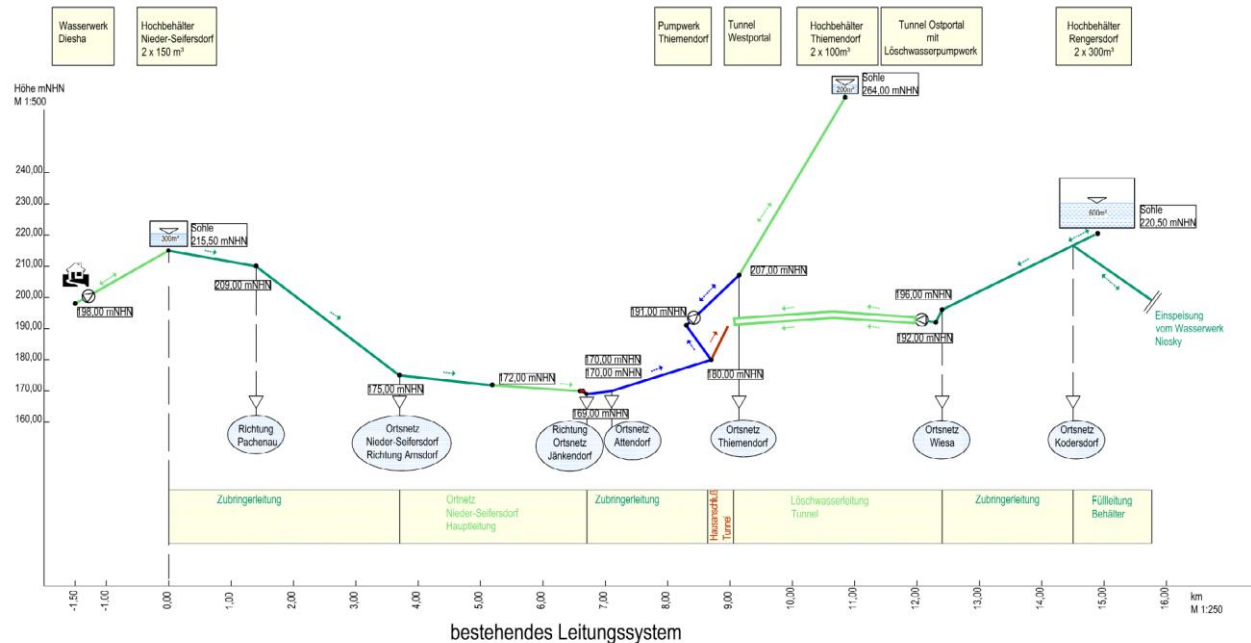 Wasserwerk
Diesha
Hochbehälter
Nieder-Seifersdorf
2 x 150 m³
Pumpwerk
Thiemendorf
Tunnel
Westportal
Hochbehälter
Thiemendorf
2 x 100m³
Tunnel Ostportal
mit
Löschwasserpumpwerk
Hochbehälter
Rengersdorf
2 x 300m³
Höhe mNHN
M 1:500
240,00
230,00
220,00
210,00
200,00
190,00
180,00
170,00
160,00
198,00 mNHN
300m³
Sohle
215,50 mNHN
209,00 mNHN
175,00 mNHN
172,00 mNHN
170,00 mNHN
170,00 mNHN
169,00 mNHN
180,00 mNHN
191,00 mNHN
207,00 mNHN
200m³
Sohle
264,00 mNHN
196,00 mNHN
192,00 mNHN
600m³
Sohle
220,50 mNHN
Einspeisung
vom Wasserwerk
Niesky
Richtung
Pachenau
Ortsnetz
Nieder-Seifersdorf
Richtung Arnsdorf
Richtung
Ortsnetz
Jänkendorf
Ortsnetz
Attendorf
Ortsnetz
Thiemendorf
Ortsnetz
Wiesa
Ortsnetz
Kodersdorf
Zubringerleitung
Ortnetz
Nieder-Seifersdorf
Hauptleitung
Zubringerleitung
Hausanschluß
Tunnel
Löschwasserleitung
Tunnel
Zubringerleitung
Füllleitung
Behälter
-1,50
-1,00
0,00
1,00
2,00
3,00
4,00
5,00
6,00
7,00
8,00
9,00
10,00
11,00
12,00
13,00
14,00
15,00
16,00
km
M 1:250
bestehendes Leitungssystem